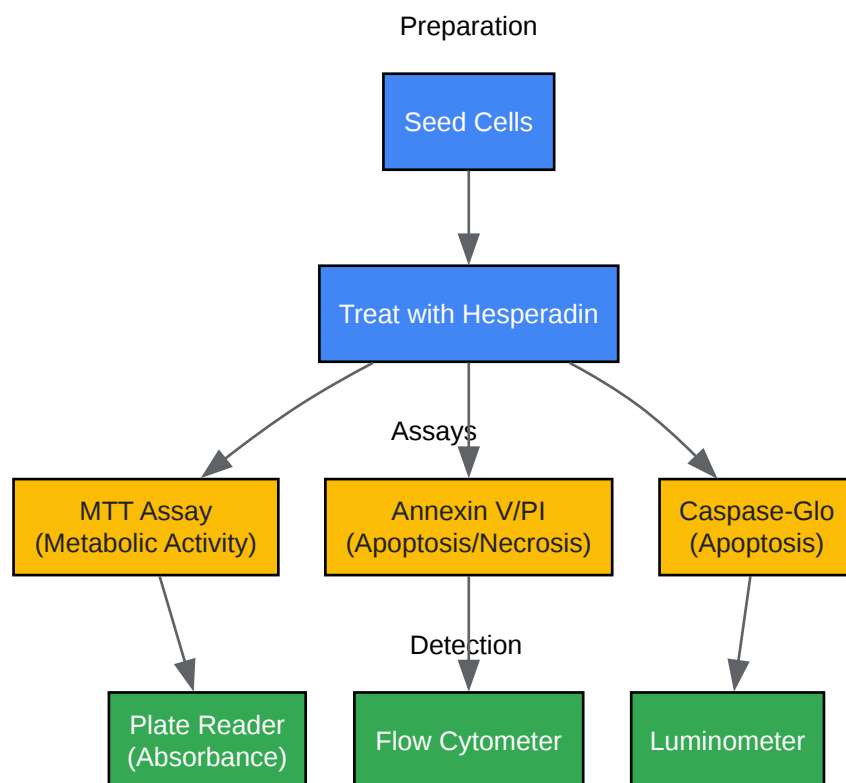 Preparation
Seed Cells
Treat with Hesperadin
Assays
MTT Assay
(Metabolic Activity)
Annexin V/PI
(Apoptosis/Necrosis)
Caspase-Glo
(Apoptosis)
Detection
Plate Reader
(Absorbance)
Flow Cytometer
Luminometer